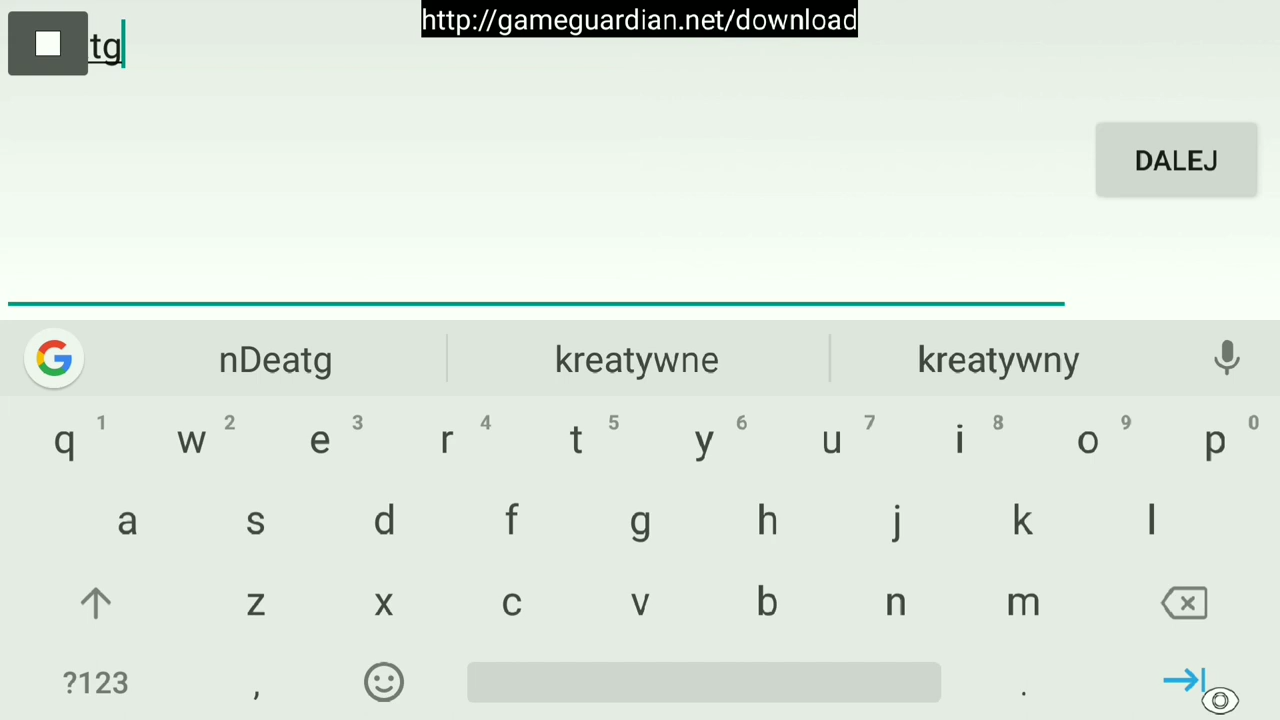 http://gameguardian.net/download
tg
DALEJ
nDeatg kreatywne kreatywny
q 1 w 2 e 3 r 4 t 5 y 6 u 7 i 8 o 9 p 0
a s d f g h j k l
z x c v b n m
?123 , .